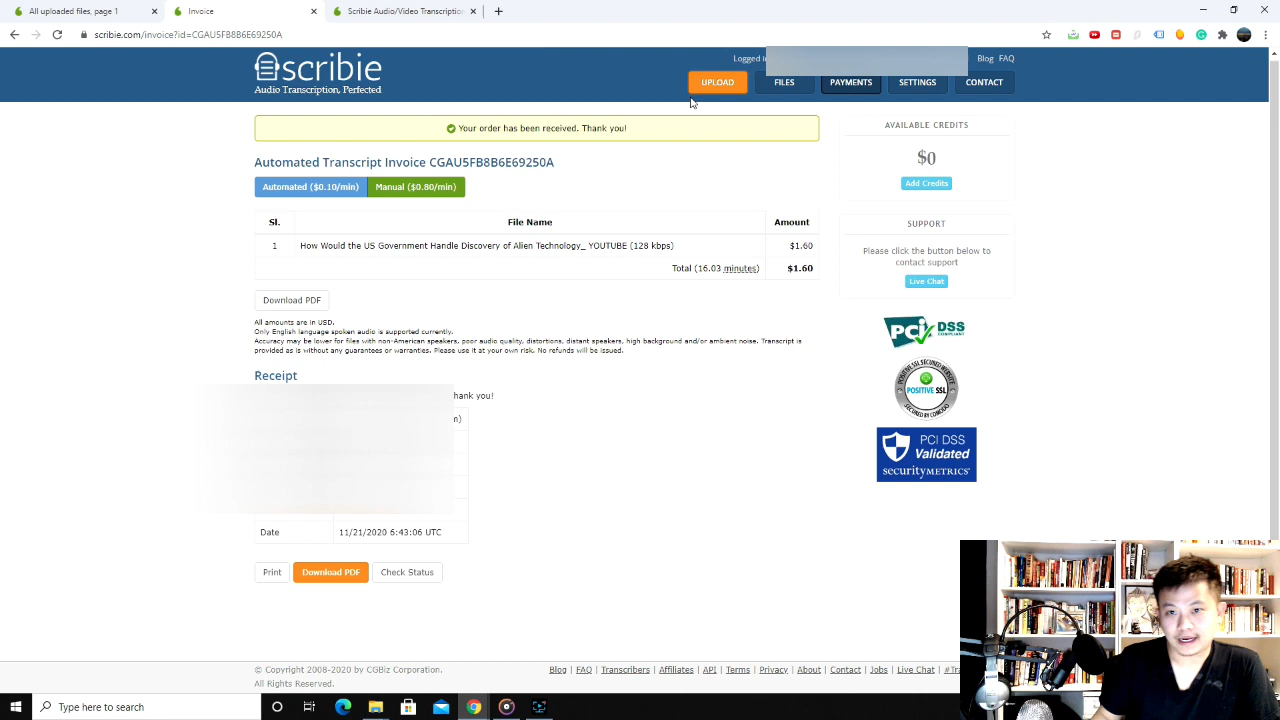 All uploaded files, page 1
Invoice
Scribie Audio/Video Transcription
scribie.com/invoice?id=CGAU5FB8B6E69250A
scribie
Audio Transcription, Perfected
Logged i
Blog FAQ
UPLOAD FILES PAYMENTS SETTINGS CONTACT
Your order has been received. Thank you!
Automated Transcript Invoice CGAU5FB8B6E69250A
Automated ($0.10/min) Manual ($0.80/min)
Sl. File Name Amount
1 How Would the US Government Handle Discovery of Alien Technology_ YOUTUBE (128 kbps) $1.60
Total (16.03 minutes) $1.60
Download PDF
All amounts are in USD.
Only English language spoken audio is supported currently.
Accuracy may be lower for files with non-American speakers, poor audio quality, distortions, distant speakers, high background and/or ambient noise. Transcript
provided as is without any guarantees or warranties. Please use it at your own risk. No refunds will be issued.
Receipt
hank you!
Date 11/21/2020 6:43:06 UTC
Print Download PDF Check Status
AVAILABLE CREDITS
$0
Add Credits
SUPPORT
Please click the button below to
contact support
Live Chat
PCI DSS
COMPLIANT
POSITIVE SSL
PCI DSS
Validated
securityMETRICS
© Copyright 2008-2020 by CGBiz Corporation.
All Rights Reserved.
Blog | FAQ | Transcribers | Affiliates | API | Terms | Privacy | About | Contact | Jobs | Live Chat | #Tra
Type here to search